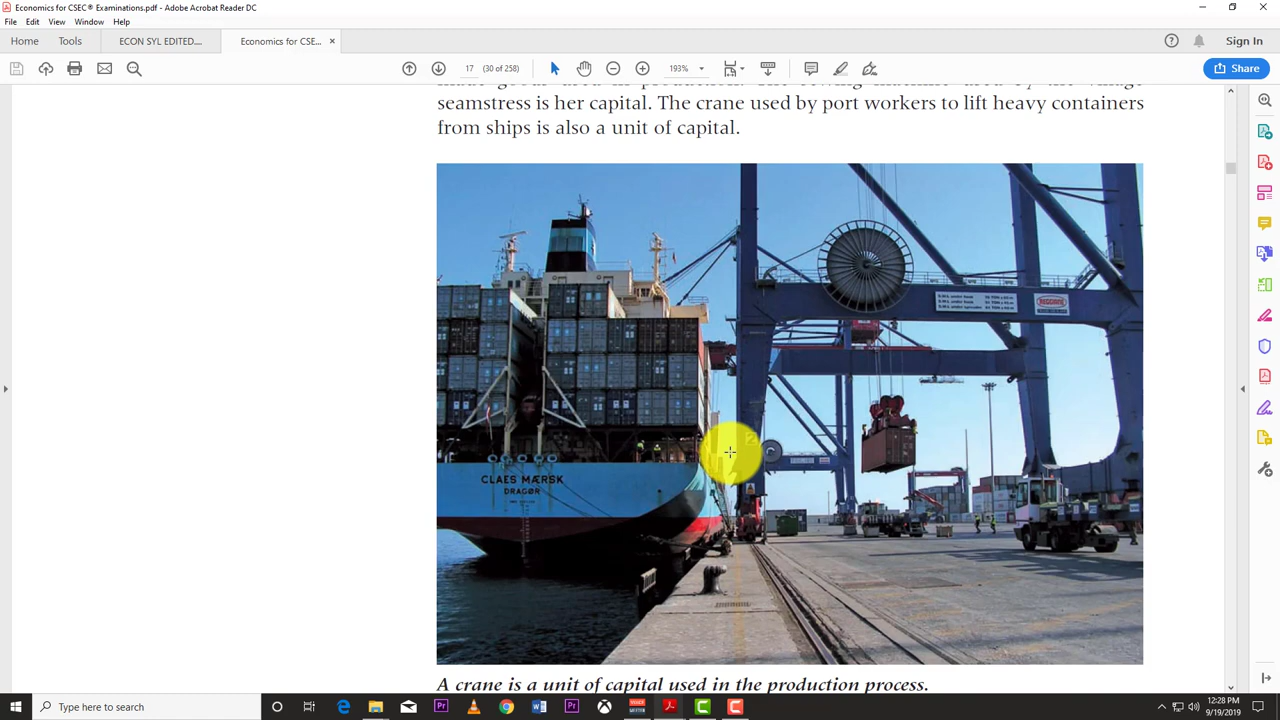 Economics for CSEC® Examinations.pdf - Adobe Acrobat Reader DC
File Edit View Window Help
Home Tools ECON SYL EDITED.... Economics for CSE... ×
Sign In
17 (30 of 258) 193%
Share
seamstress is her capital. The crane used by port workers to lift heavy containers
from ships is also a unit of capital.
REGGIANE
CLAES MÆRSK
DRAGØR
A crane is a unit of capital used in the production process.
Type here to search
12:28 PM
9/19/2019